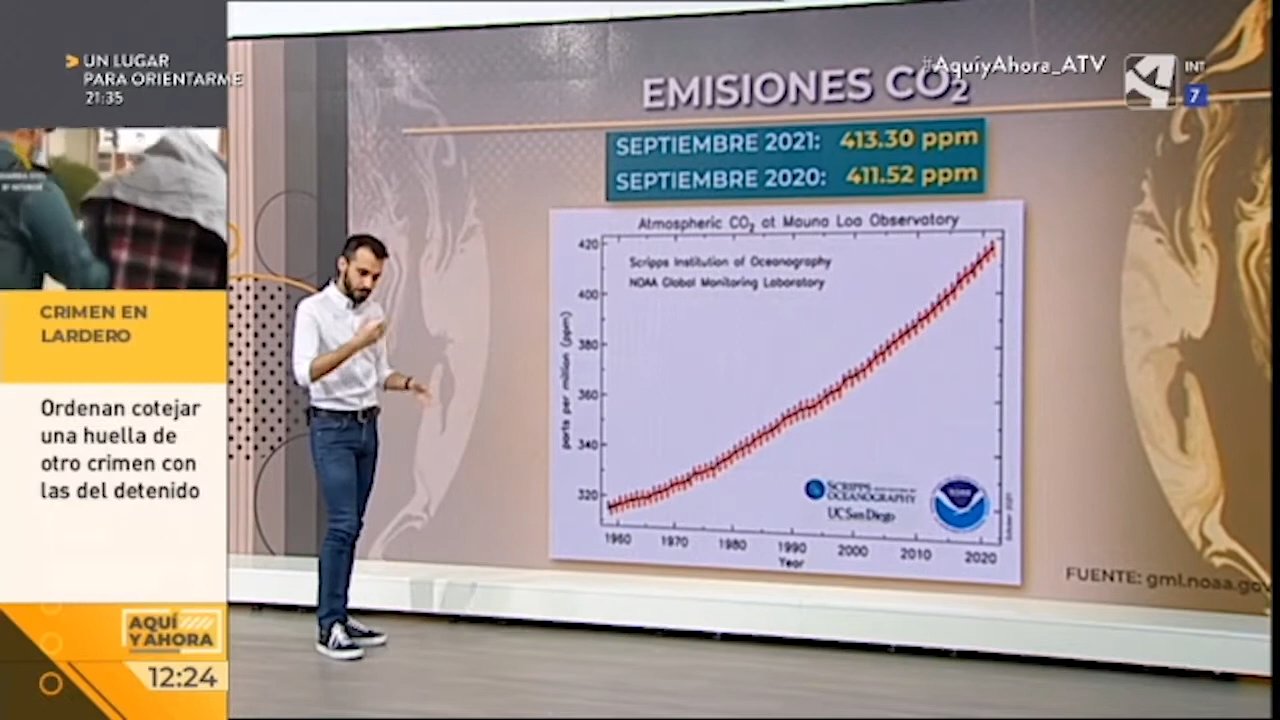 UN LUGAR
PARA ORIENTARME
21:35
#AquíyAhora_ATV
INT
7
EMISIONES CO₂
SEPTIEMBRE 2021: 413.30 ppm
SEPTIEMBRE 2020: 411.52 ppm
Atmospheric CO₂ at Mauna Loa Observatory
Scripps Institution of Oceanography
NOAA Global Monitoring Laboratory
parts per million (ppm)
420
400
380
360
340
320
1960 1970 1980 1990 2000 2010 2020
Year
SCRIPPS
OCEANOGRAPHY
UC San Diego
NOAA
October 2021
FUENTE: gml.noaa.gov
CRIMEN EN
LARDERO
Ordenan cotejar
una huella de
otro crimen con
las del detenido
AQUÍ
Y AHORA
12:24